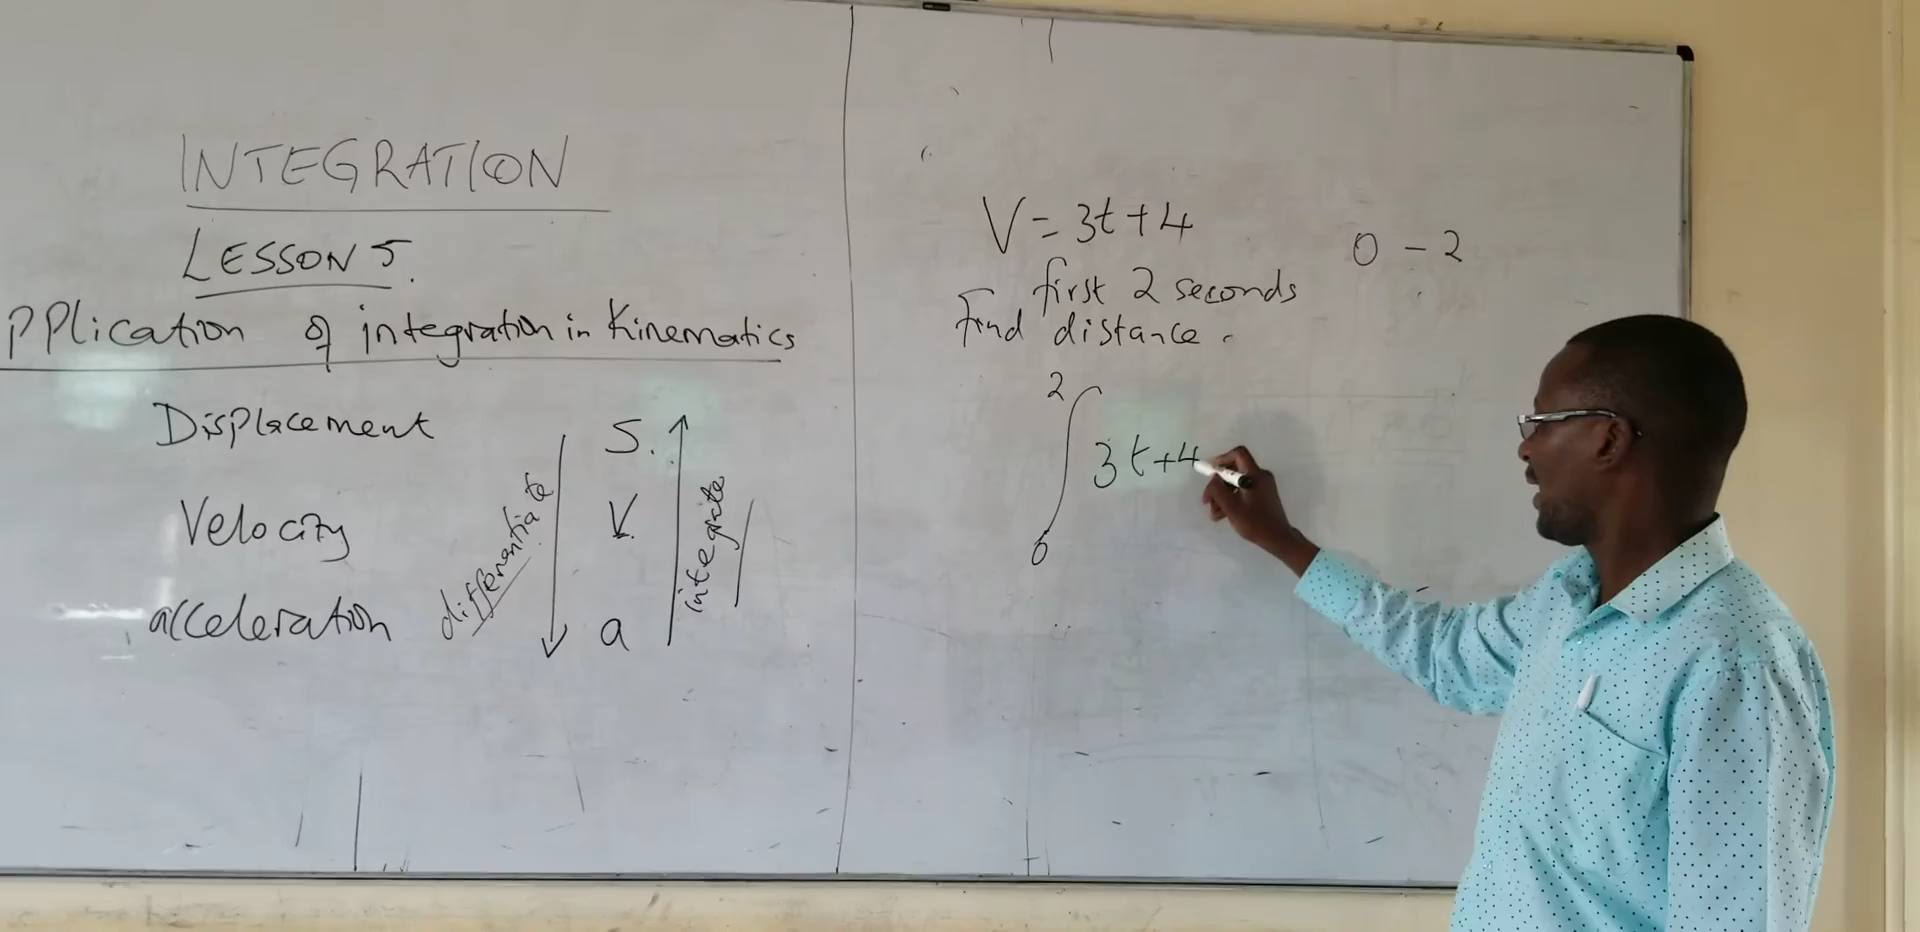 INTEGRATION
LESSON 5.
pplication of integration in Kinematics
Displacement
Velocity
acceleration
differentiate
S.
V
a
integrate
V = 3t + 4
0 - 2
first 2 seconds
Find distance.
2
∫ 3t+4
0